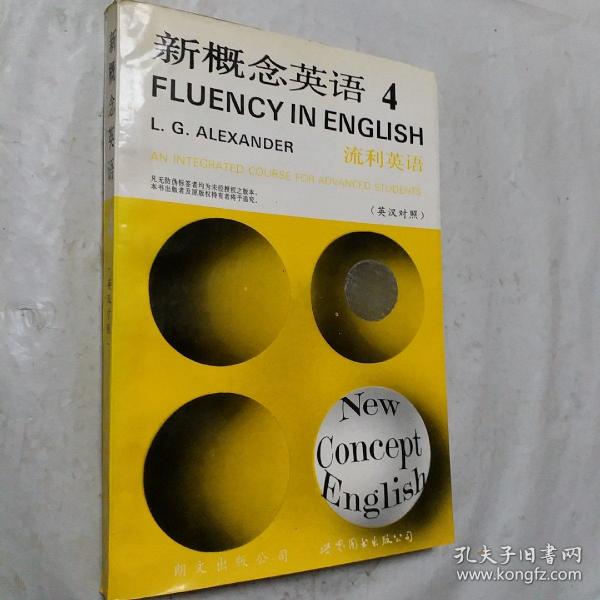 新概念英语 4
FLUENCY IN ENGLISH
L. G. ALEXANDER
流利英语
AN INTEGRATED COURSE FOR ADVANCED STUDENTS
凡无防伪标签者均为未经授权之版本，
本书出版者及原版权持有者将予追究。
（英汉对照）
New
Concept
English
朗文出版公司 世界图书出版公司
新概念英语
（英汉对照）
孔夫子旧书网
www.kongfz.com